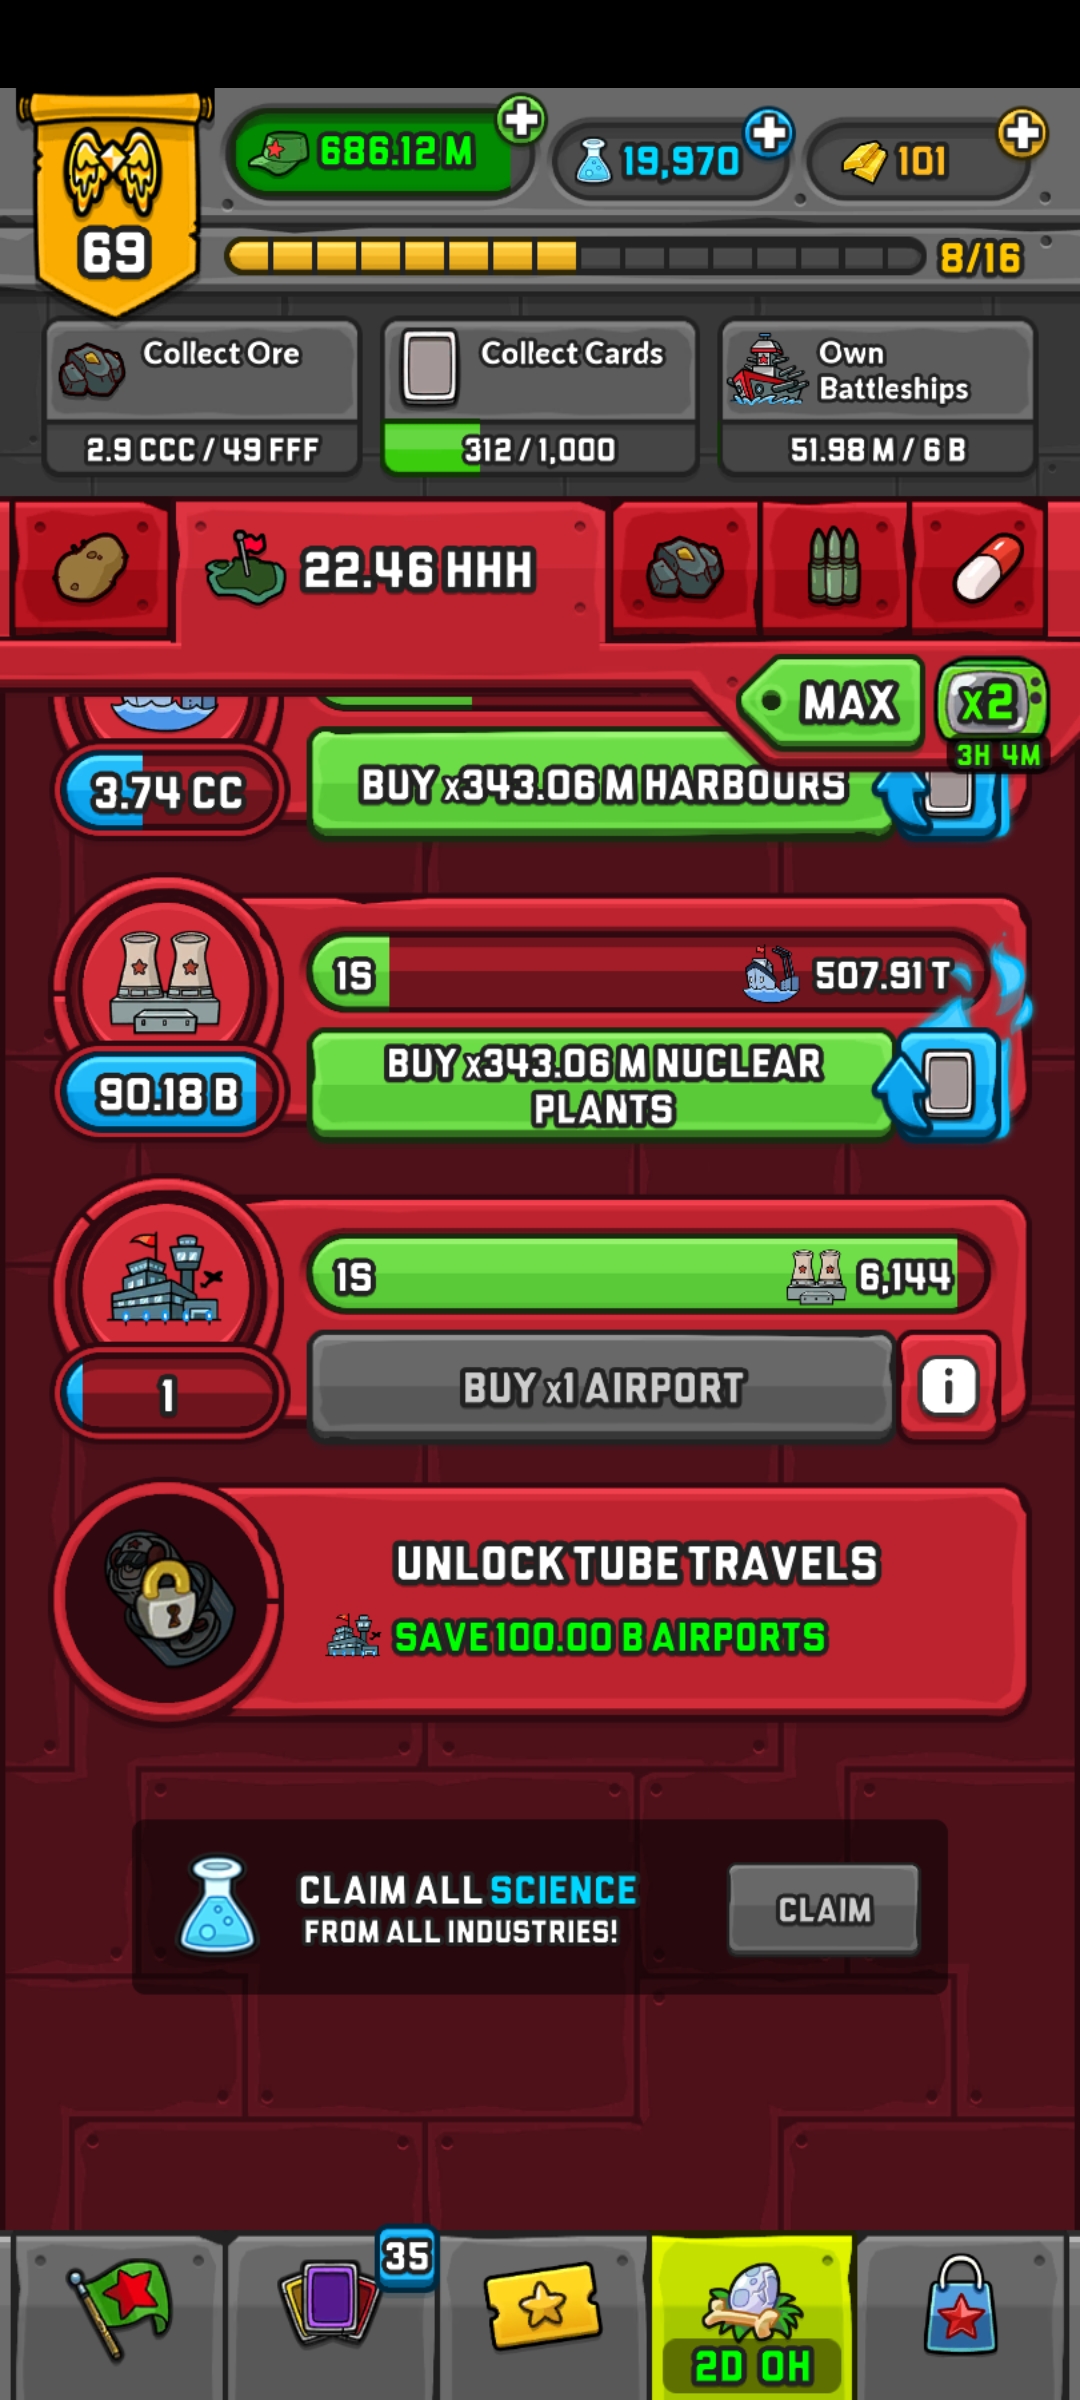 69
686.12 M
19,970
101
8/16
Collect Ore
2.9 CCC / 49 FFF
Collect Cards
312 / 1,000
Own
Battleships
51.98 M / 6 B
22.46 HHH
MAX
x2
3H 4M
3.74 CC
BUY x343.06 M HARBOURS
1S
507.91 T
90.18 B
BUY x343.06 M NUCLEAR
PLANTS
1S
6,144
1
BUY x1 AIRPORT
i
UNLOCK TUBE TRAVELS
SAVE 100.00 B AIRPORTS
CLAIM ALL SCIENCE
FROM ALL INDUSTRIES!
CLAIM
35
2D 0H